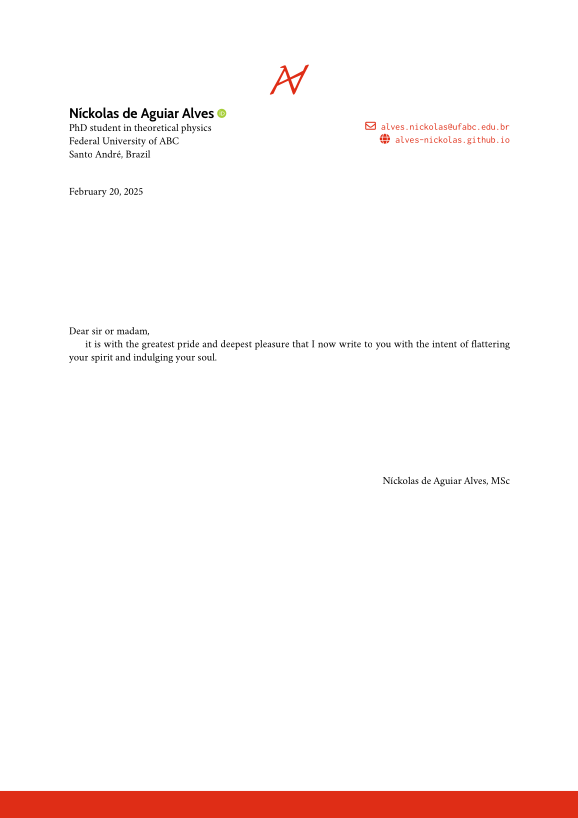 Níckolas de Aguiar Alves
PhD student in theoretical physics
Federal University of ABC
Santo André, Brazil
alves.nickolas@ufabc.edu.br
alves-nickolas.github.io
February 20, 2025
Dear sir or madam,
it is with the greatest pride and deepest pleasure that I now write to you with the intent of flattering
your spirit and indulging your soul.
Níckolas de Aguiar Alves, MSc